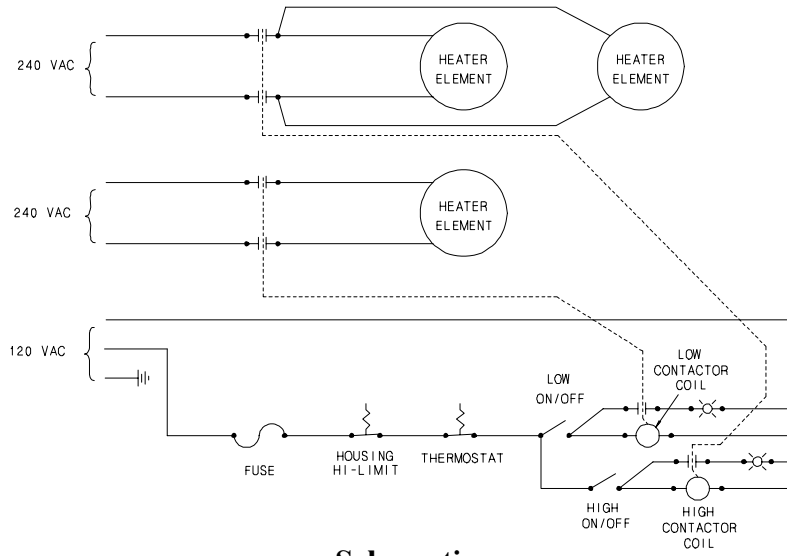 240 VAC
HEATER
ELEMENT
HEATER
ELEMENT
240 VAC
HEATER
ELEMENT
120 VAC
LOW
ON/OFF
LOW
CONTACTOR
COIL
FUSE
HOUSING
HI-LIMIT
THERMOSTAT
HIGH
ON/OFF
HIGH
CONTACTOR
COIL